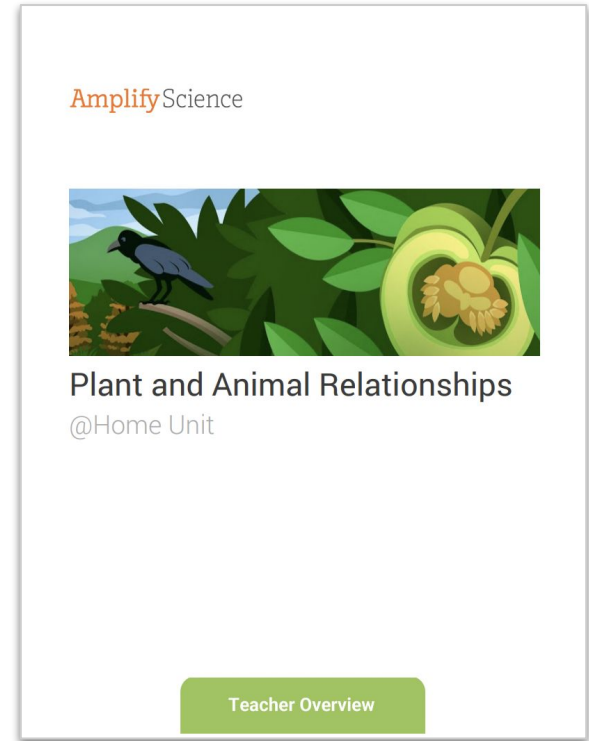 AmplifyScience
Plant and Animal Relationships
@Home Unit
Teacher Overview